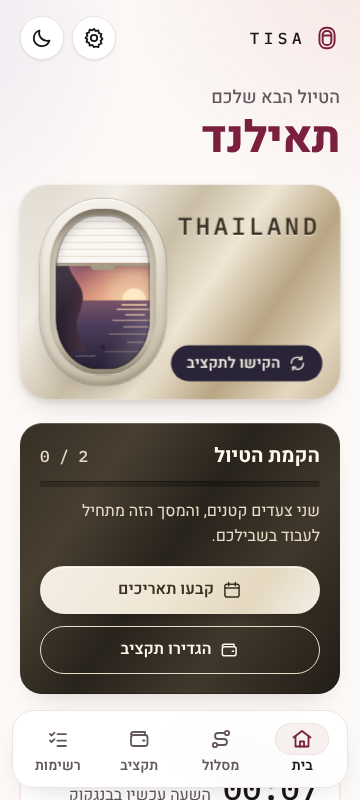 TISA
הטיול הבא שלכם
תאילנד
THAILAND
הקישו לתקציב
הקמת הטיול
0 / 2
שני צעדים קטנים, והמסך הזה מתחיל
לעבוד בשבילכם.
קבעו תאריכים
הגדירו תקציב
השעה עכשיו בבנגקוק
בית
מסלול
תקציב
רשימות